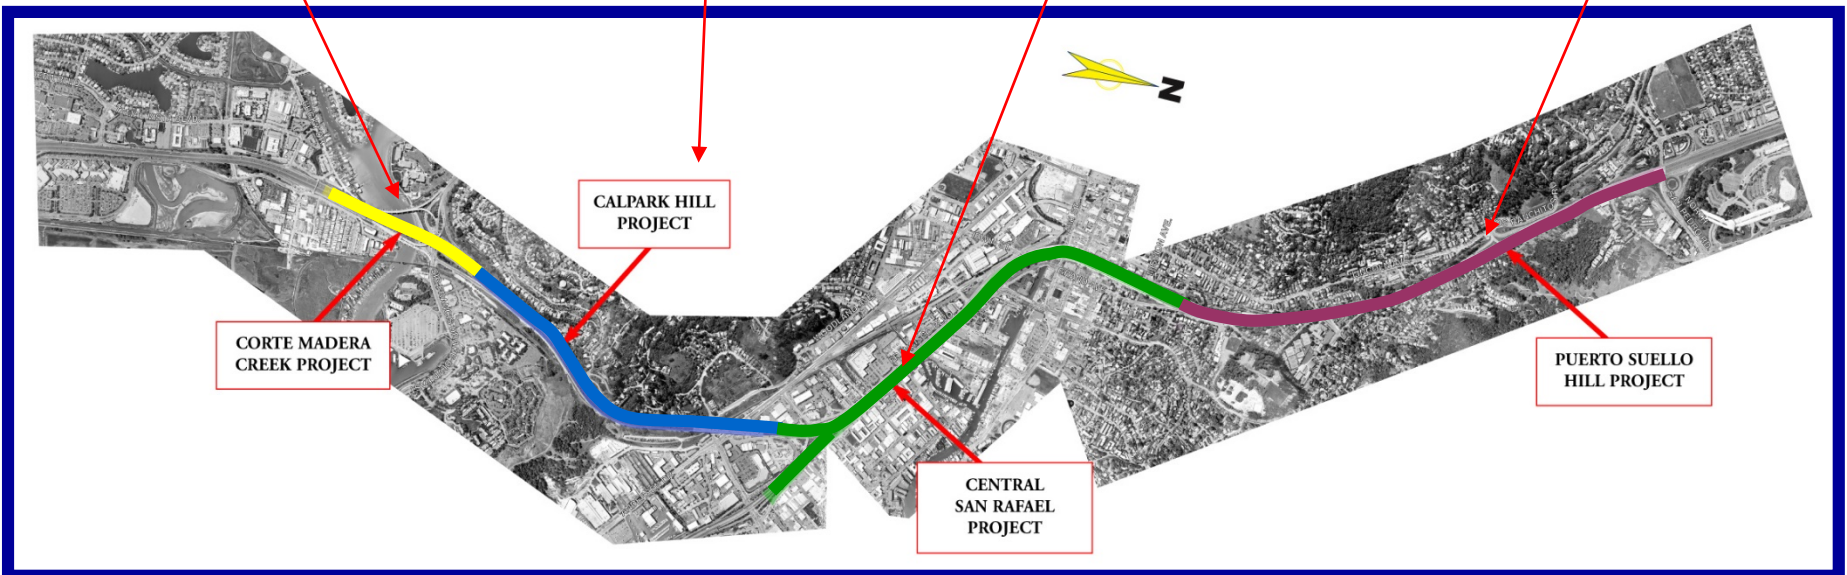 N
CALPARK HILL
PROJECT
CORTE MADERA
CREEK PROJECT
PUERTO SUELLO
HILL PROJECT
CENTRAL
SAN RAFAEL
PROJECT